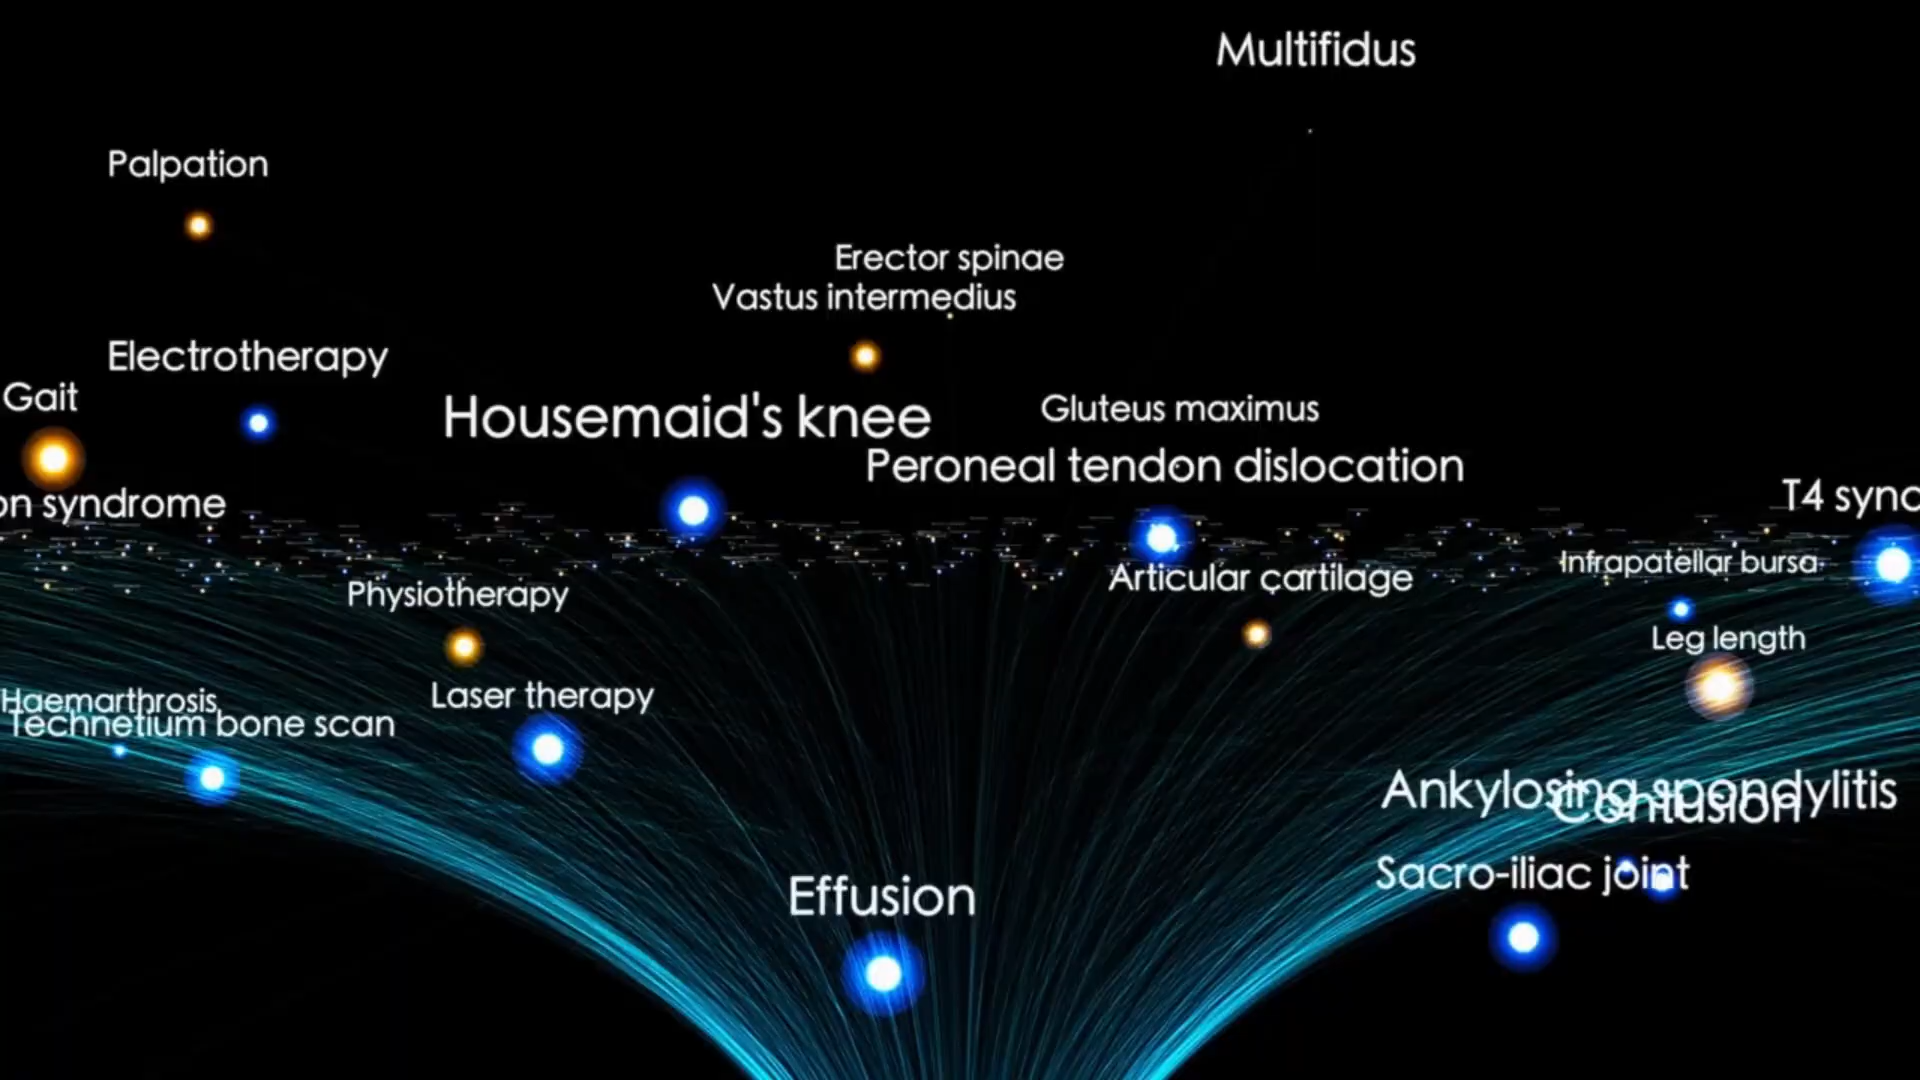 Multifidus
Palpation
Erector spinae
Vastus intermedius
Electrotherapy
Gait
Housemaid's knee
Gluteus maximus
Peroneal tendon dislocation
on syndrome
T4 sync
Infrapatellar bursa
Articular cartilage
Physiotherapy
Leg length
Laser therapy
Haemarthrosis
Technetium bone scan
Ankylosing spondylitis
Contusion
Sacro-iliac joint
Effusion